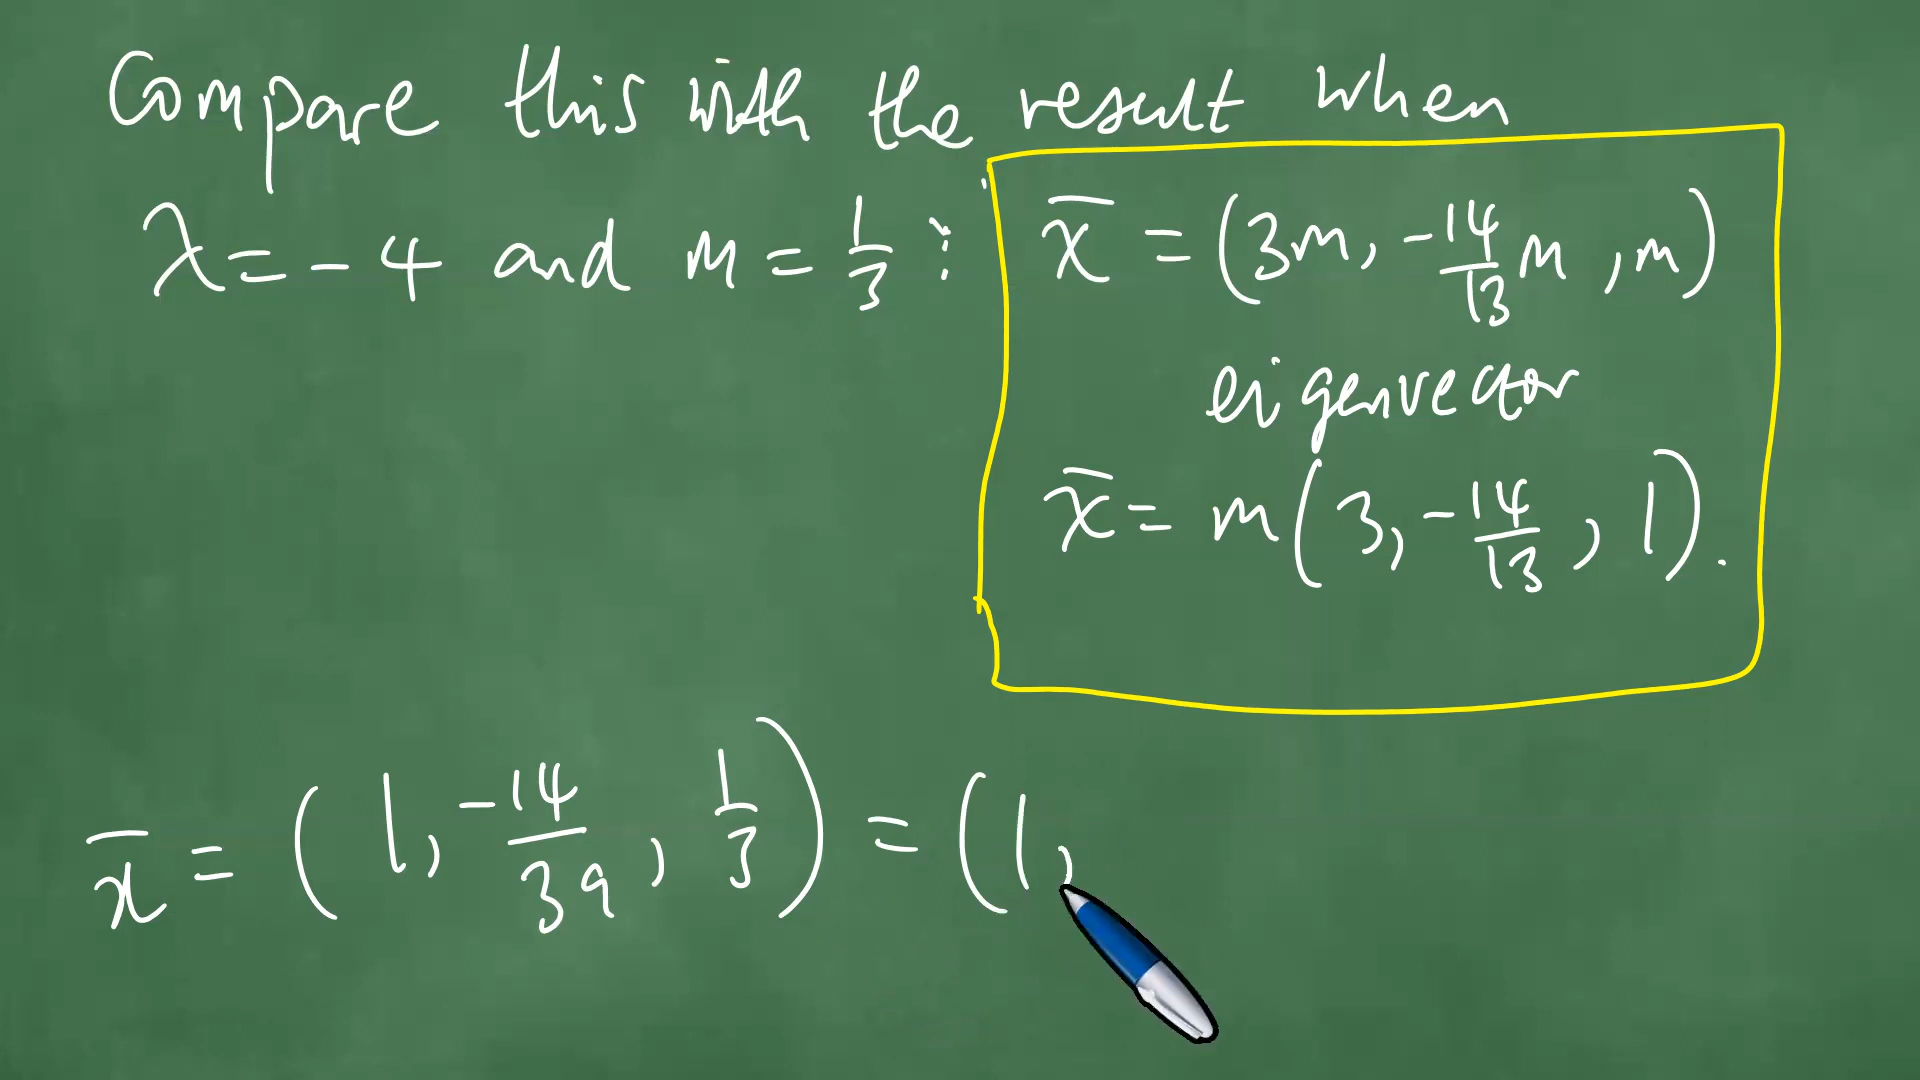 Compare this with the result when
λ = -4 and m = 1/3 :
x̄ = (3m, -14/13 m, m)
eigenvector
x̄ = m(3, -14/13, 1).
x̄ = (1, -14/39, 1/3) = (1,